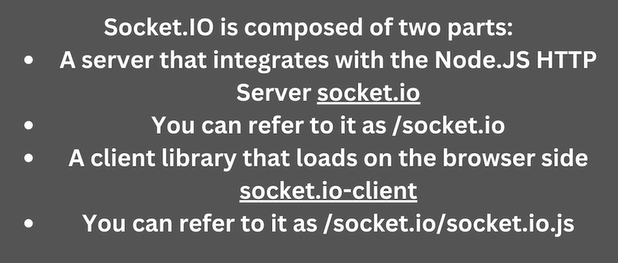 Socket.IO is composed of two parts:
• A server that integrates with the Node.JS HTTP
Server socket.io
• You can refer to it as /socket.io
• A client library that loads on the browser side
socket.io-client
• You can refer to it as /socket.io/socket.io.js